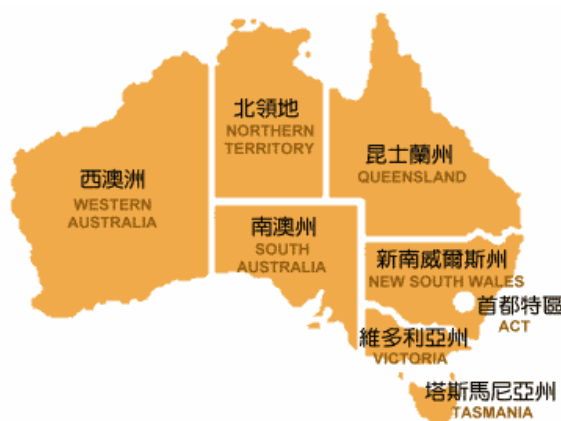 北領地
NORTHERN
TERRITORY
昆士蘭州
QUEENSLAND
西澳洲
WESTERN
AUSTRALIA
南澳州
SOUTH
AUSTRALIA
新南威爾斯州
NEW SOUTH WALES
首都特區
ACT
維多利亞州
VICTORIA
塔斯馬尼亞州
TASMANIA